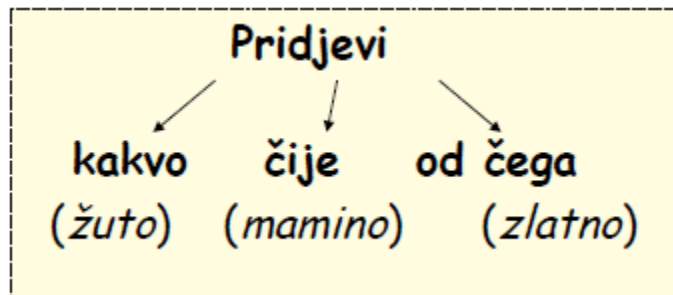 Pridjevi
kakvo čije od čega
(žuto) (mamino) (zlatno)